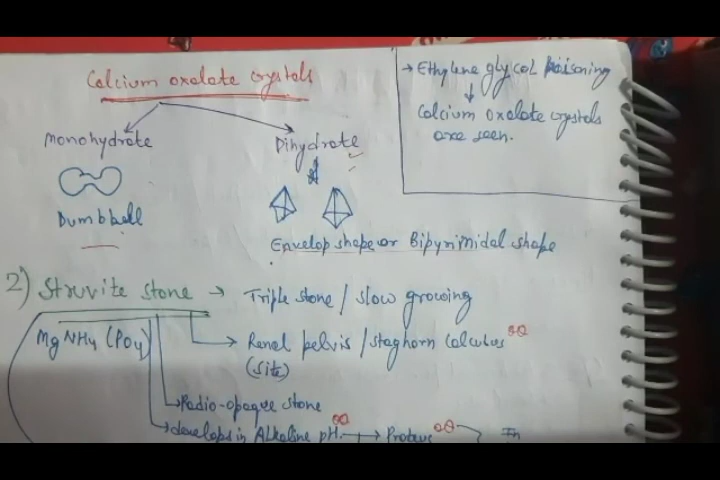 Calcium oxalate crystals
Monohydrate
Dumbbell
Dihydrate
Envelop shape or Bipyrimidal shape
→ Ethylene glycol Poisoning
↓
Calcium oxalate crystals
are seen.
2) Struvite stone → Triple stone / slow growing
MgNH4 (PO4)
→ Renal pelvis / staghorn calculus
(site)
→ Radio-opaque stone
→ develops in Alkaline pH. → Proteus